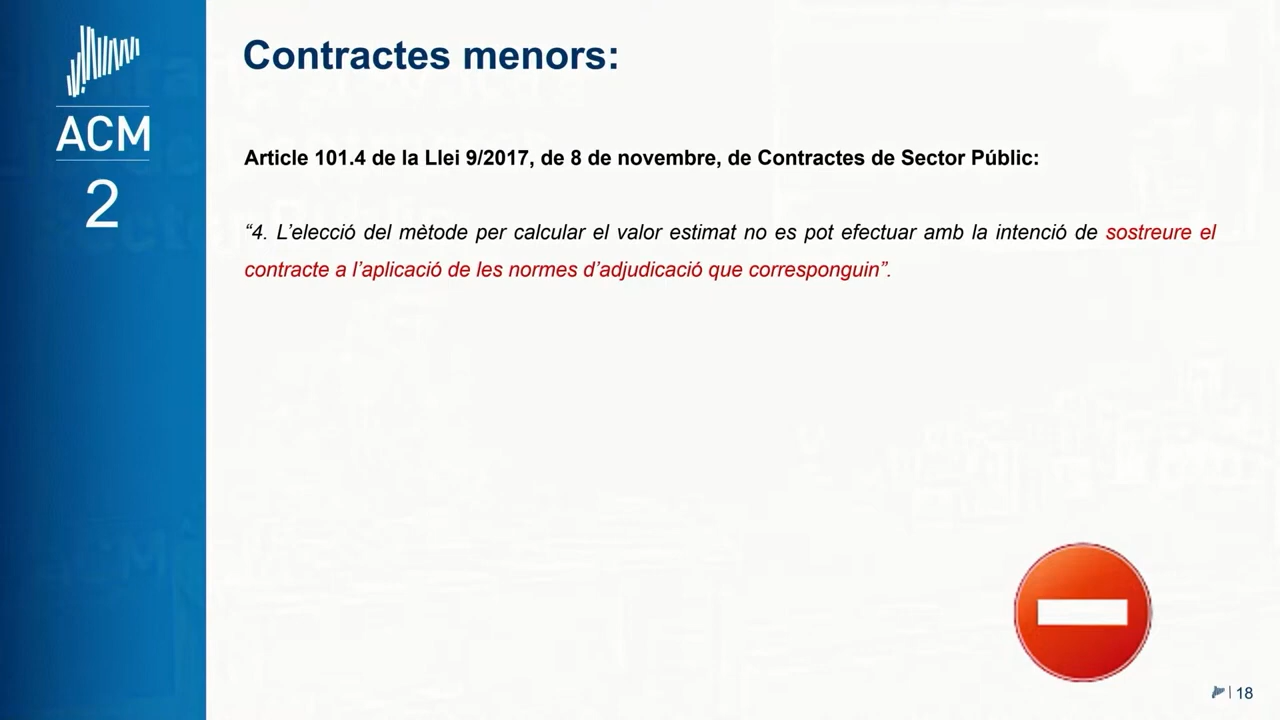 ACM
2
Contractes menors:
Article 101.4 de la Llei 9/2017, de 8 de novembre, de Contractes de Sector Públic:
“4. L’elecció del mètode per calcular el valor estimat no es pot efectuar amb la intenció de sostreure el
contracte a l’aplicació de les normes d’adjudicació que corresponguin”.
18